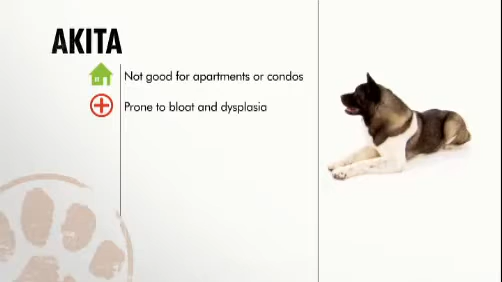 AKITA
Not good for apartments or condos
Prone to bloat and dysplasia